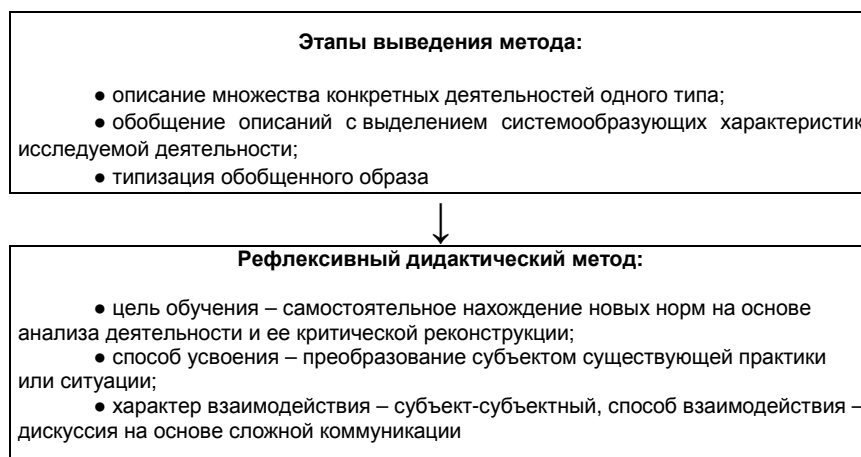 Этапы выведения метода:
● описание множества конкретных деятельностей одного типа;
● обобщение описаний с выделением системообразующих характеристик
исследуемой деятельности;
● типизация обобщенного образа
Рефлексивный дидактический метод:
● цель обучения – самостоятельное нахождение новых норм на основе
анализа деятельности и ее критической реконструкции;
● способ усвоения – преобразование субъектом существующей практики
или ситуации;
● характер взаимодействия – субъект-субъектный, способ взаимодействия –
дискуссия на основе сложной коммуникации